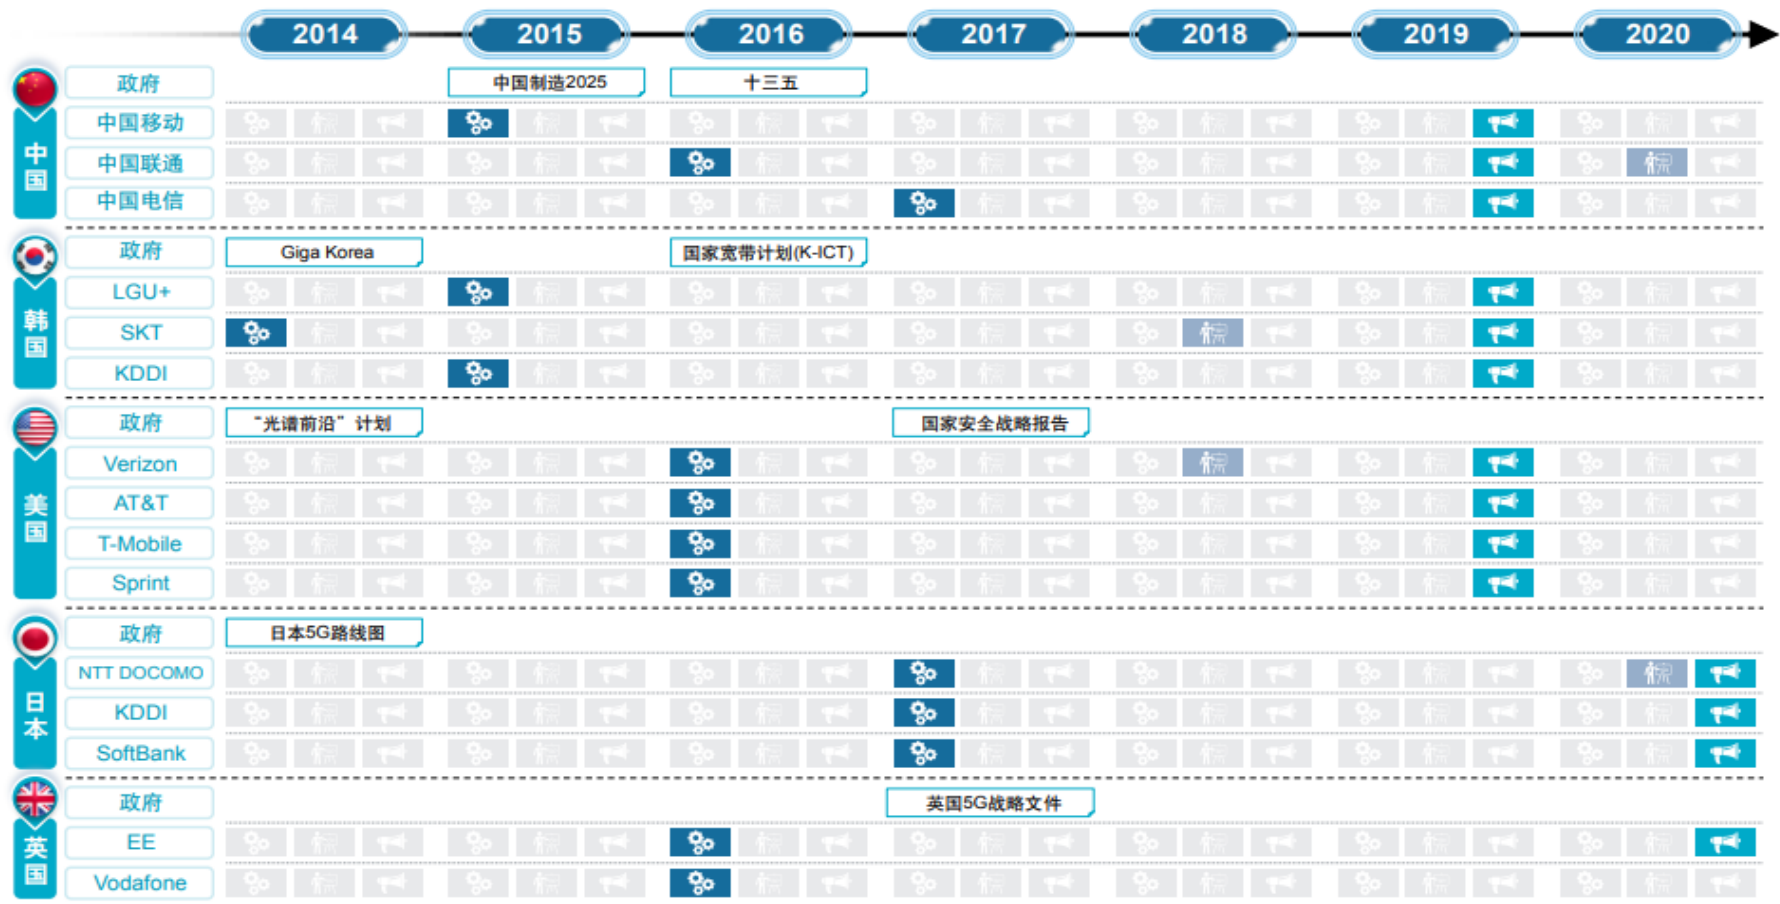 2014 2015 2016 2017 2018 2019 2020
中国
政府 中国制造2025 十三五
中国移动
中国联通
中国电信
韩国
政府 Giga Korea 国家宽带计划(K-ICT)
LGU+
SKT
KDDI
美国
政府 “光谱前沿”计划 国家安全战略报告
Verizon
AT&T
T-Mobile
Sprint
日本
政府 日本5G路线图
NTT DOCOMO
KDDI
SoftBank
英国
政府 英国5G战略文件
EE
Vodafone